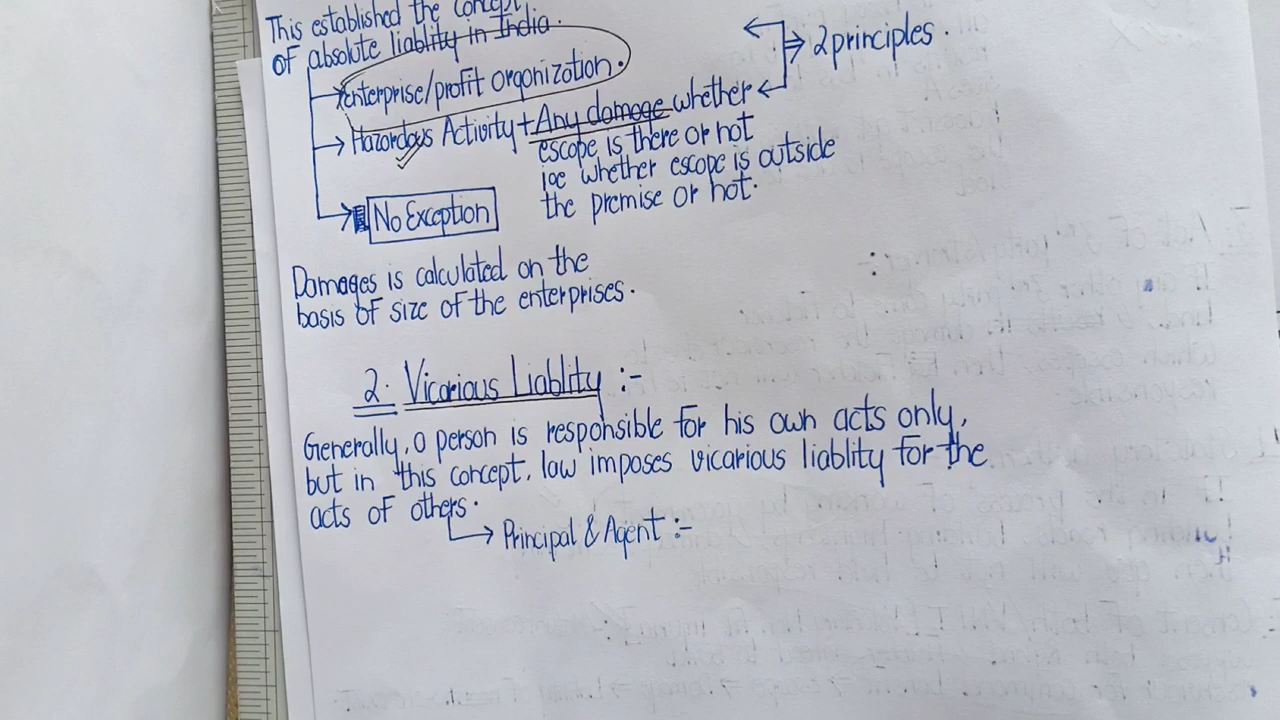 This established the concept
of absolute liablity in India.
Enterprise/profit organization.
2 principles.
Hazardous Activity + Any damage whether
escape is there or not
ie whether escape is outside
the premise or not.
No Exception
Damages is calculated on the
basis of size of the enterprises.
2. Vicarious Liablity :-
Generally, a person is responsible for his own acts only,
but in this concept, law imposes vicarious liablity for the
acts of others.
Principal & Agent :-